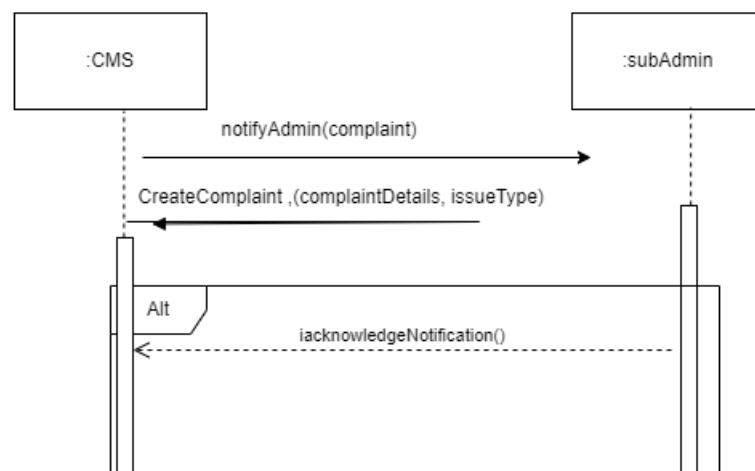 :CMS
:subAdmin
notifyAdmin(complaint)
CreateComplaint ,(complaintDetails, issueType)
Alt
iacknowledgeNotification()